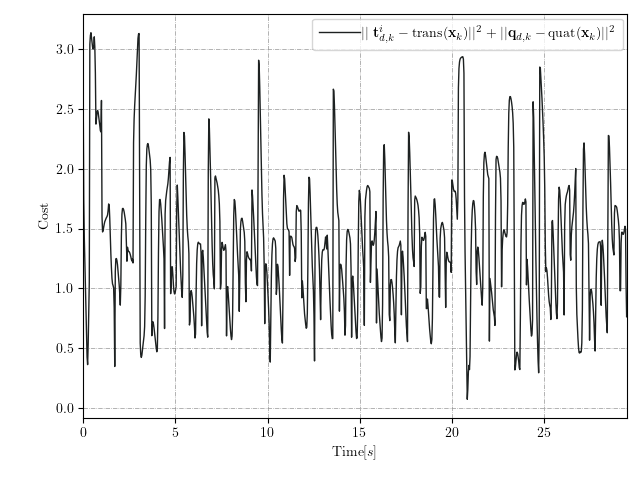 || t^i_{d,k} − trans(x_k)||^2 + ||q_{d,k} − quat(x_k)||^2
3.0
2.5
2.0
1.5
1.0
0.5
0.0
Cost
0 5 10 15 20 25
Time[s]